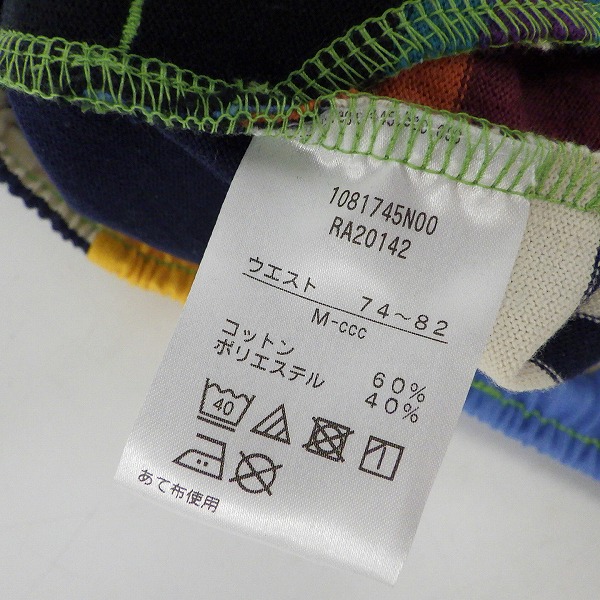 1081745N00
RA20142
ウエスト 74～82
M-ccc
コットン 60%
ポリエステル 40%
40
あて布使用